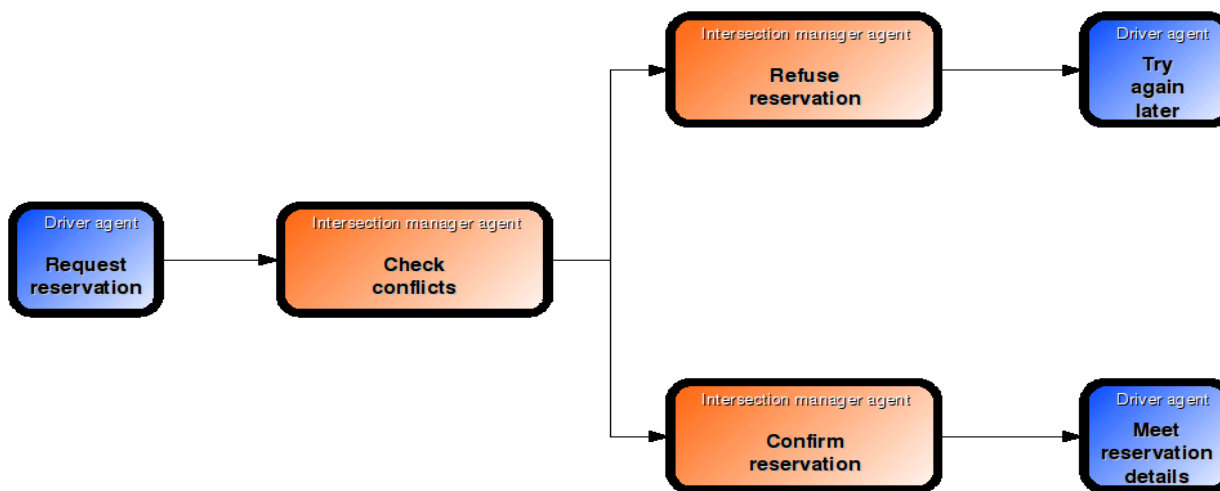 Intersection manager agent
Refuse
reservation
Driver agent
Try
again
later
Driver agent
Request
reservation
Intersection manager agent
Check
conflicts
Intersection manager agent
Confirm
reservation
Driver agent
Meet
reservation
details